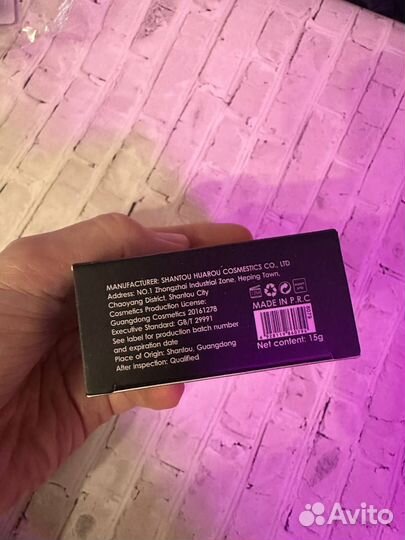 MANUFACTURER: SHANTOU HUAROU COSMESTICS CO., LTD
Address: NO.1 Zhongzhai Industrial Zone, Heping Town,
Chaoyang District. Shantou City
Cosmetics Production License:
Guangdong Cosmetics 20161278
Executive Standard: GB/T 29991
See label for production batch number
and expiration date
Place of Origin: Shantou, Guangdong
After inspection: Qualified
MADE IN P.R.C
Net content: 15g
Avito